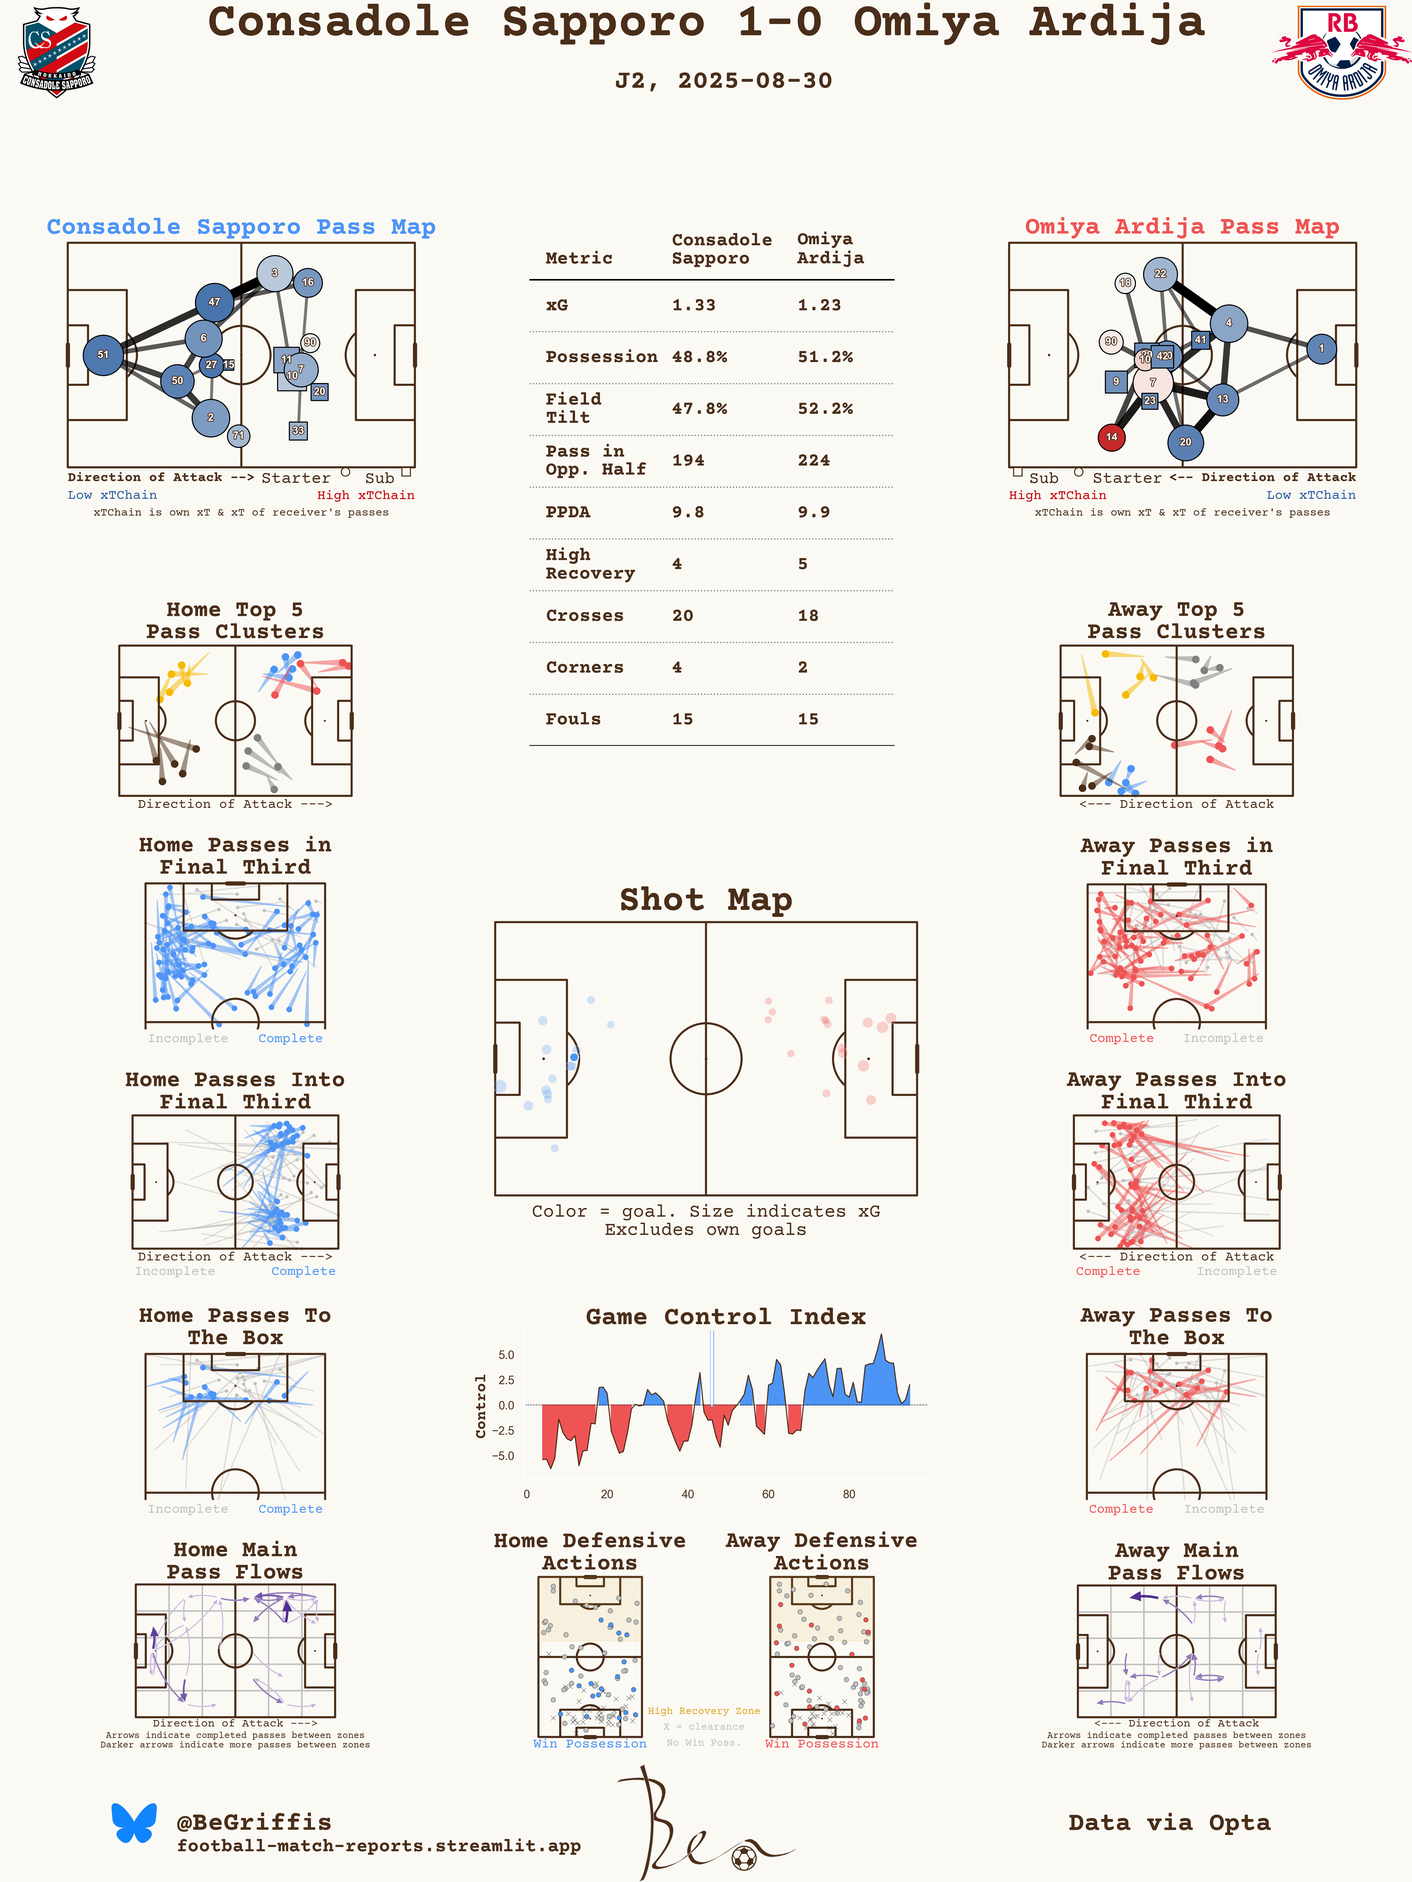 Consadole Sapporo 1-0 Omiya Ardija
J2, 2025-08-30
CS
HOKKAIDO
CONSADOLE SAPPORO
RB
OMIYA ARDIJA
Consadole Sapporo Pass Map
3
16
47
6
90
51
11
27
15
7
10
50
20
2
71
33
Direction of Attack --> Starter Sub
Low xTChain High xTChain
xTChain is own xT & xT of receiver's passes
Metric Consadole Sapporo Omiya Ardija
xG 1.33 1.23
Possession 48.8% 51.2%
Field Tilt 47.8% 52.2%
Pass in Opp. Half 194 224
PPDA 9.8 9.9
High Recovery 4 5
Crosses 20 18
Corners 4 2
Fouls 15 15
Omiya Ardija Pass Map
22
18
4
90
41
1
10
42
9
7
23
13
14
20
Sub Starter <-- Direction of Attack
High xTChain Low xTChain
xTChain is own xT & xT of receiver's passes
Home Top 5
Pass Clusters
Direction of Attack --->
Away Top 5
Pass Clusters
<--- Direction of Attack
Home Passes in
Final Third
Incomplete Complete
Away Passes in
Final Third
Complete Incomplete
Shot Map
Color = goal. Size indicates xG
Excludes own goals
Home Passes Into
Final Third
Direction of Attack --->
Incomplete Complete
Away Passes Into
Final Third
<--- Direction of Attack
Complete Incomplete
Home Passes To
The Box
Incomplete Complete
Game Control Index
Control
5.0
2.5
0.0
−2.5
−5.0
0 20 40 60 80
Away Passes To
The Box
Complete Incomplete
Home Main
Pass Flows
Direction of Attack --->
Arrows indicate completed passes between zones
Darker arrows indicate more passes between zones
Home Defensive
Actions
Win Possession
High Recovery Zone
X = clearance
No Win Poss.
Away Defensive
Actions
Win Possession
Away Main
Pass Flows
<--- Direction of Attack
Arrows indicate completed passes between zones
Darker arrows indicate more passes between zones
@BeGriffis
football-match-reports.streamlit.app
Ben
Data via Opta